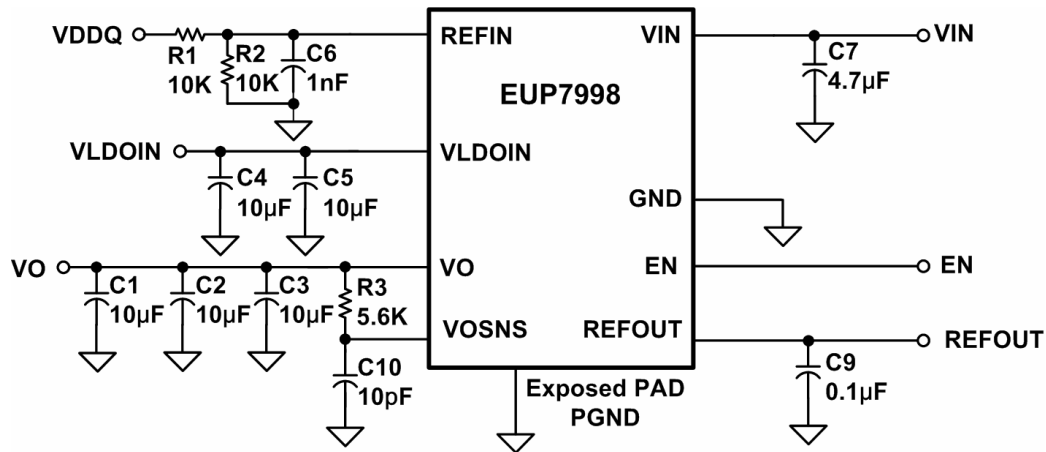 VDDQ
R1
10K
R2
10K
C6
1nF
REFIN
VIN
VIN
C7
4.7µF
EUP7998
VLDOIN
VLDOIN
C4
10µF
C5
10µF
GND
VO
VO
C1
10µF
C2
10µF
C3
10µF
R3
5.6K
EN
EN
VOSNS
REFOUT
REFOUT
C10
10pF
C9
0.1µF
Exposed PAD
PGND